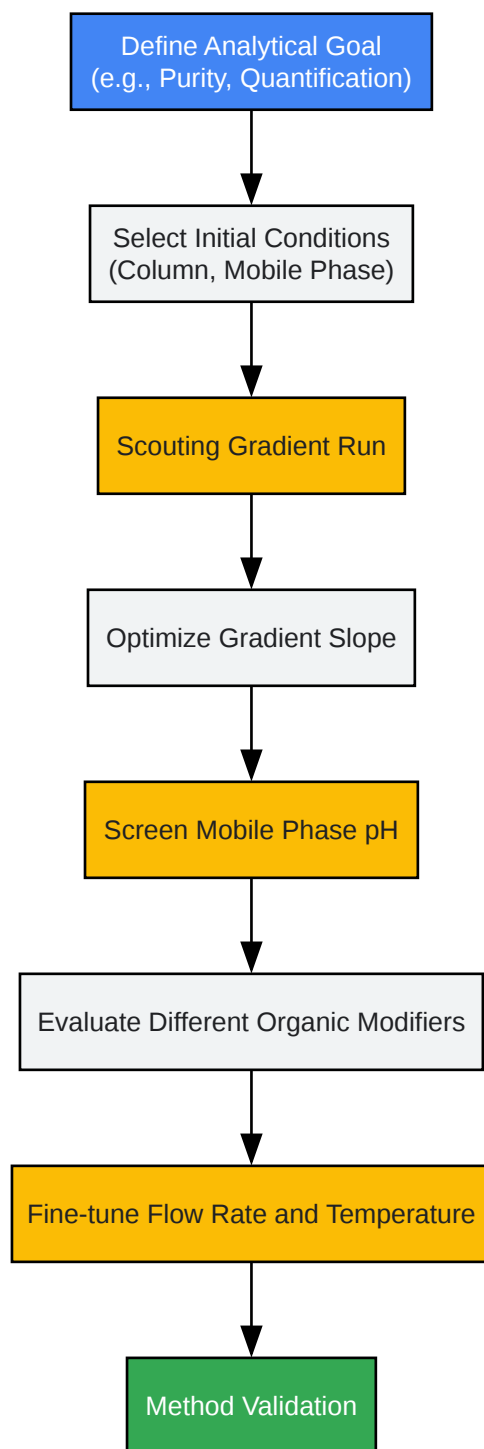 Define Analytical Goal
(e.g., Purity, Quantification)
Select Initial Conditions
(Column, Mobile Phase)
Scouting Gradient Run
Optimize Gradient Slope
Screen Mobile Phase pH
Evaluate Different Organic Modifiers
Fine-tune Flow Rate and Temperature
Method Validation